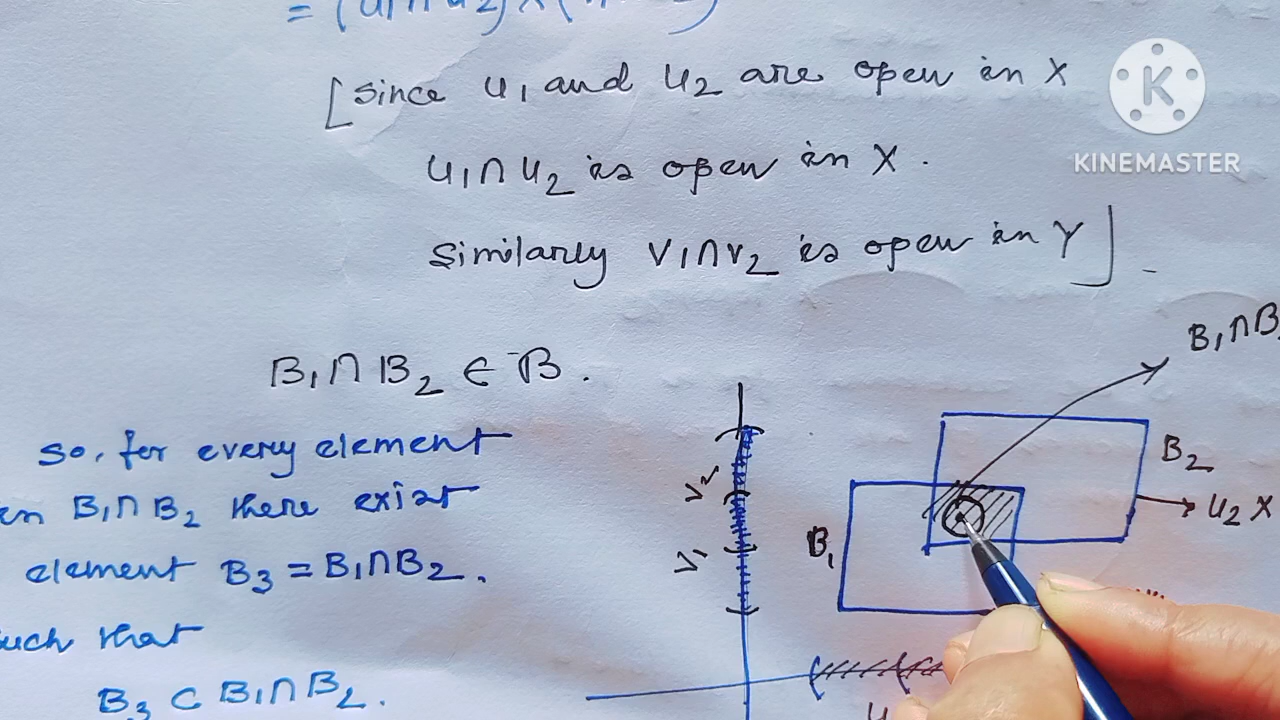 = (U1∩U2)×(
[since U1 and U2 are open in X
U1∩U2 is open in X.
Similarly V1∩V2 is open in Y]
B1∩B2 ∈ B.
so, for every element
in B1∩B2 there exist
element B3 = B1∩B2.
such that
B3 ⊂ B1∩B2.
B1∩B
B2
U2 X
B1
V2
V1
U
K
KINEMASTER